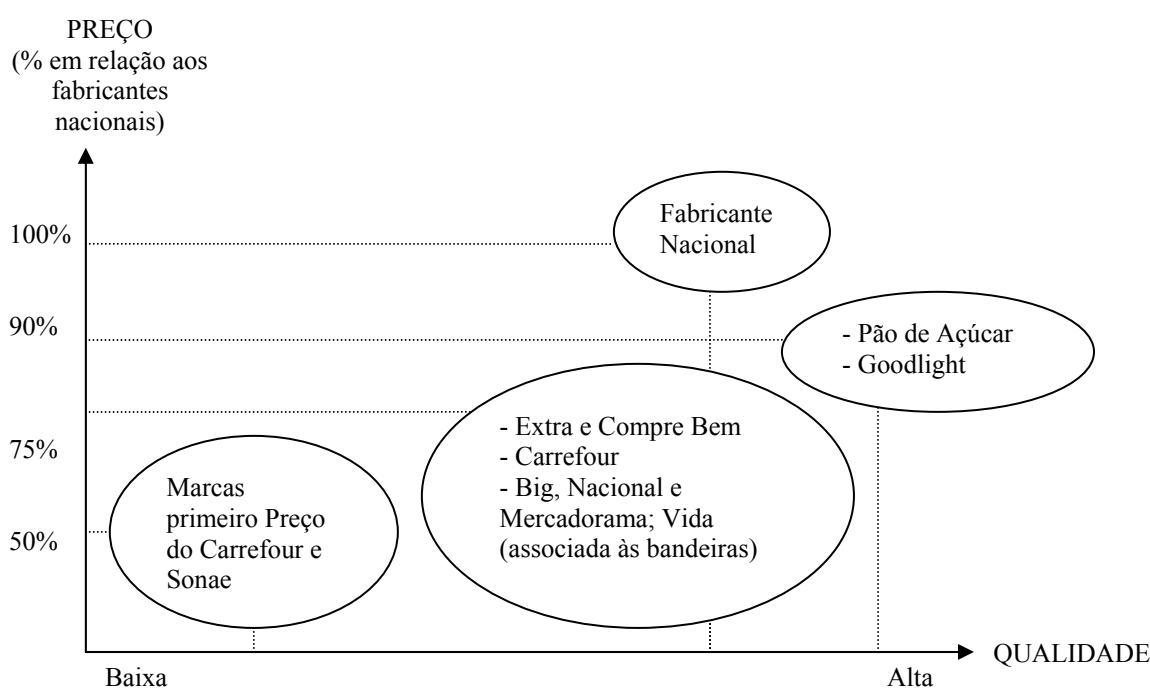 PREÇO
(% em relação aos
fabricantes
nacionais)
Fabricante
Nacional
100%
90%
- Pão de Açúcar
- Goodlight
- Extra e Compre Bem
- Carrefour
- Big, Nacional e
Mercadorama; Vida
(associada às bandeiras)
75%
Marcas
primeiro Preço
do Carrefour e
Sonae
50%
QUALIDADE
Baixa
Alta